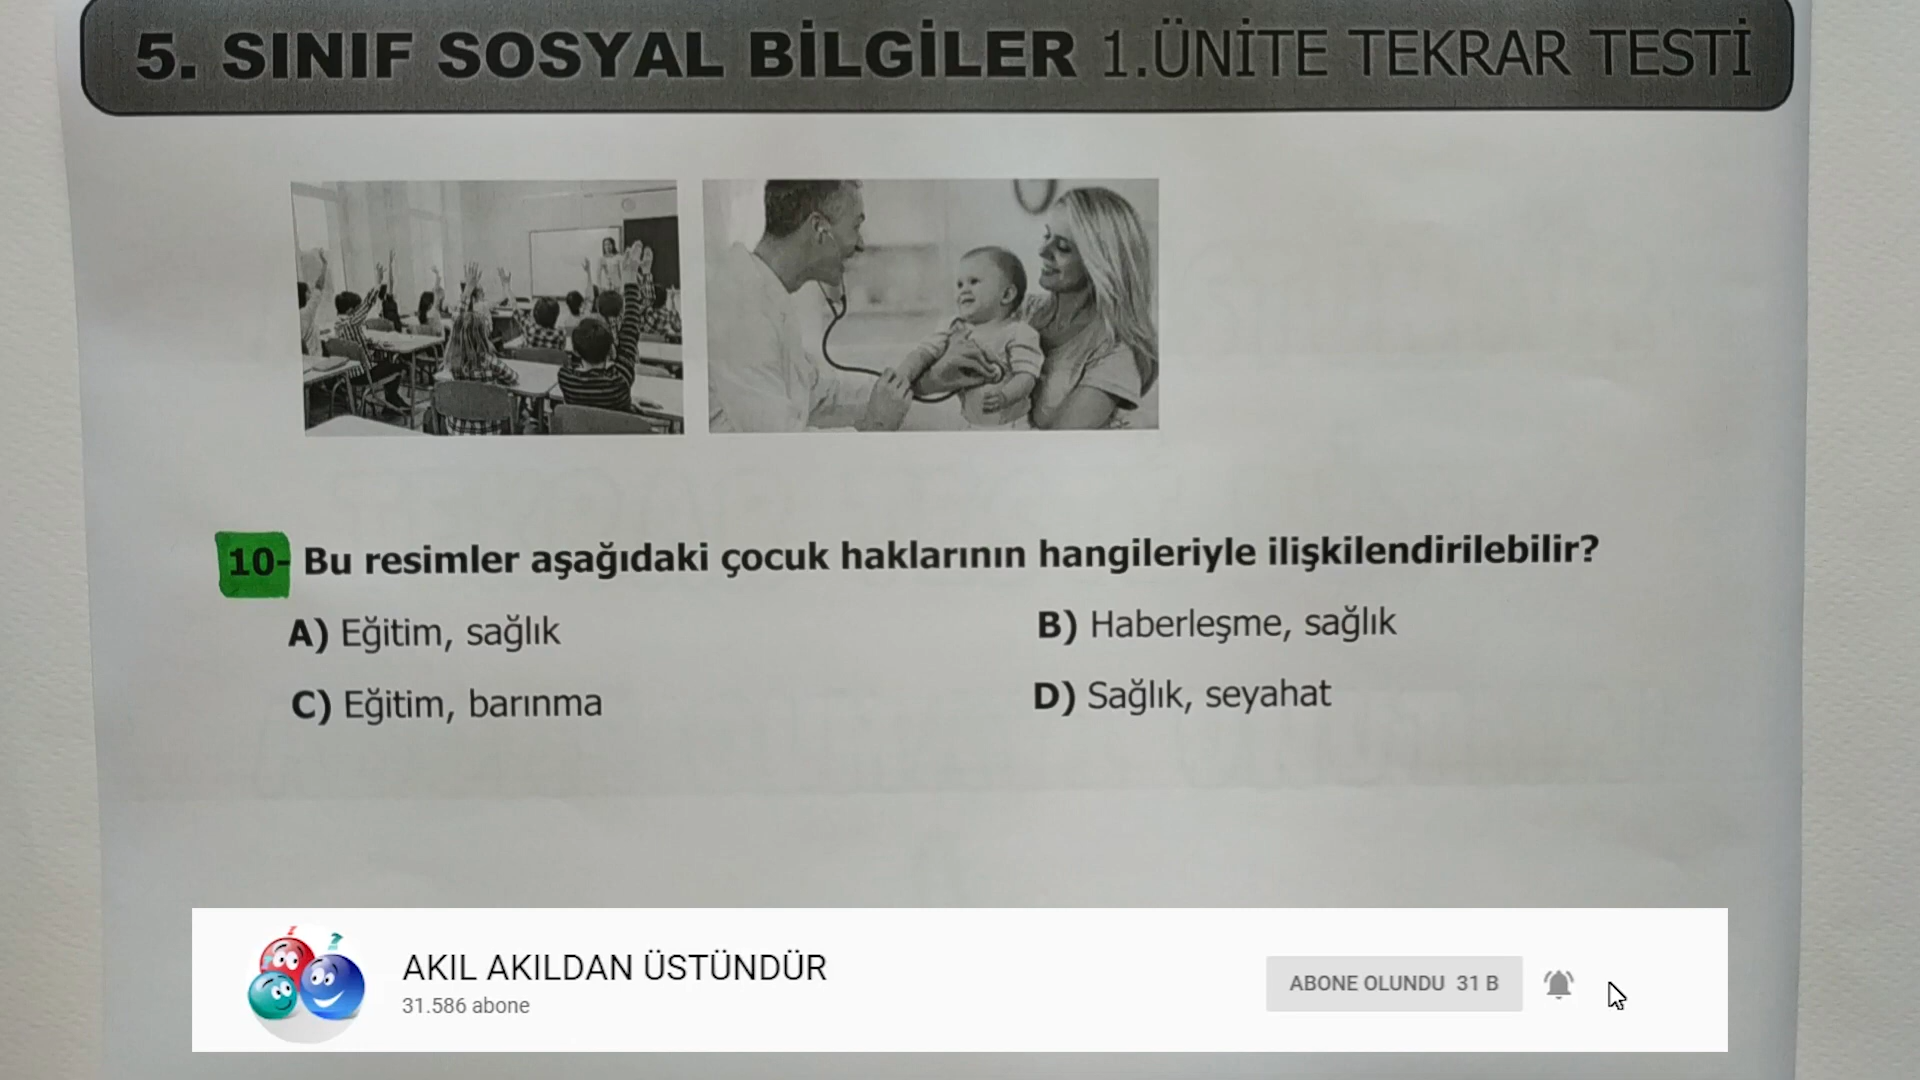 5. SINIF SOSYAL BİLGİLER 1.ÜNİTE TEKRAR TESTİ
10- Bu resimler aşağıdaki çocuk haklarının hangileriyle ilişkilendirilebilir?
A) Eğitim, sağlık
B) Haberleşme, sağlık
C) Eğitim, barınma
D) Sağlık, seyahat
AKIL AKILDAN ÜSTÜNDÜR
31.586 abone
ABONE OLUNDU 31 B